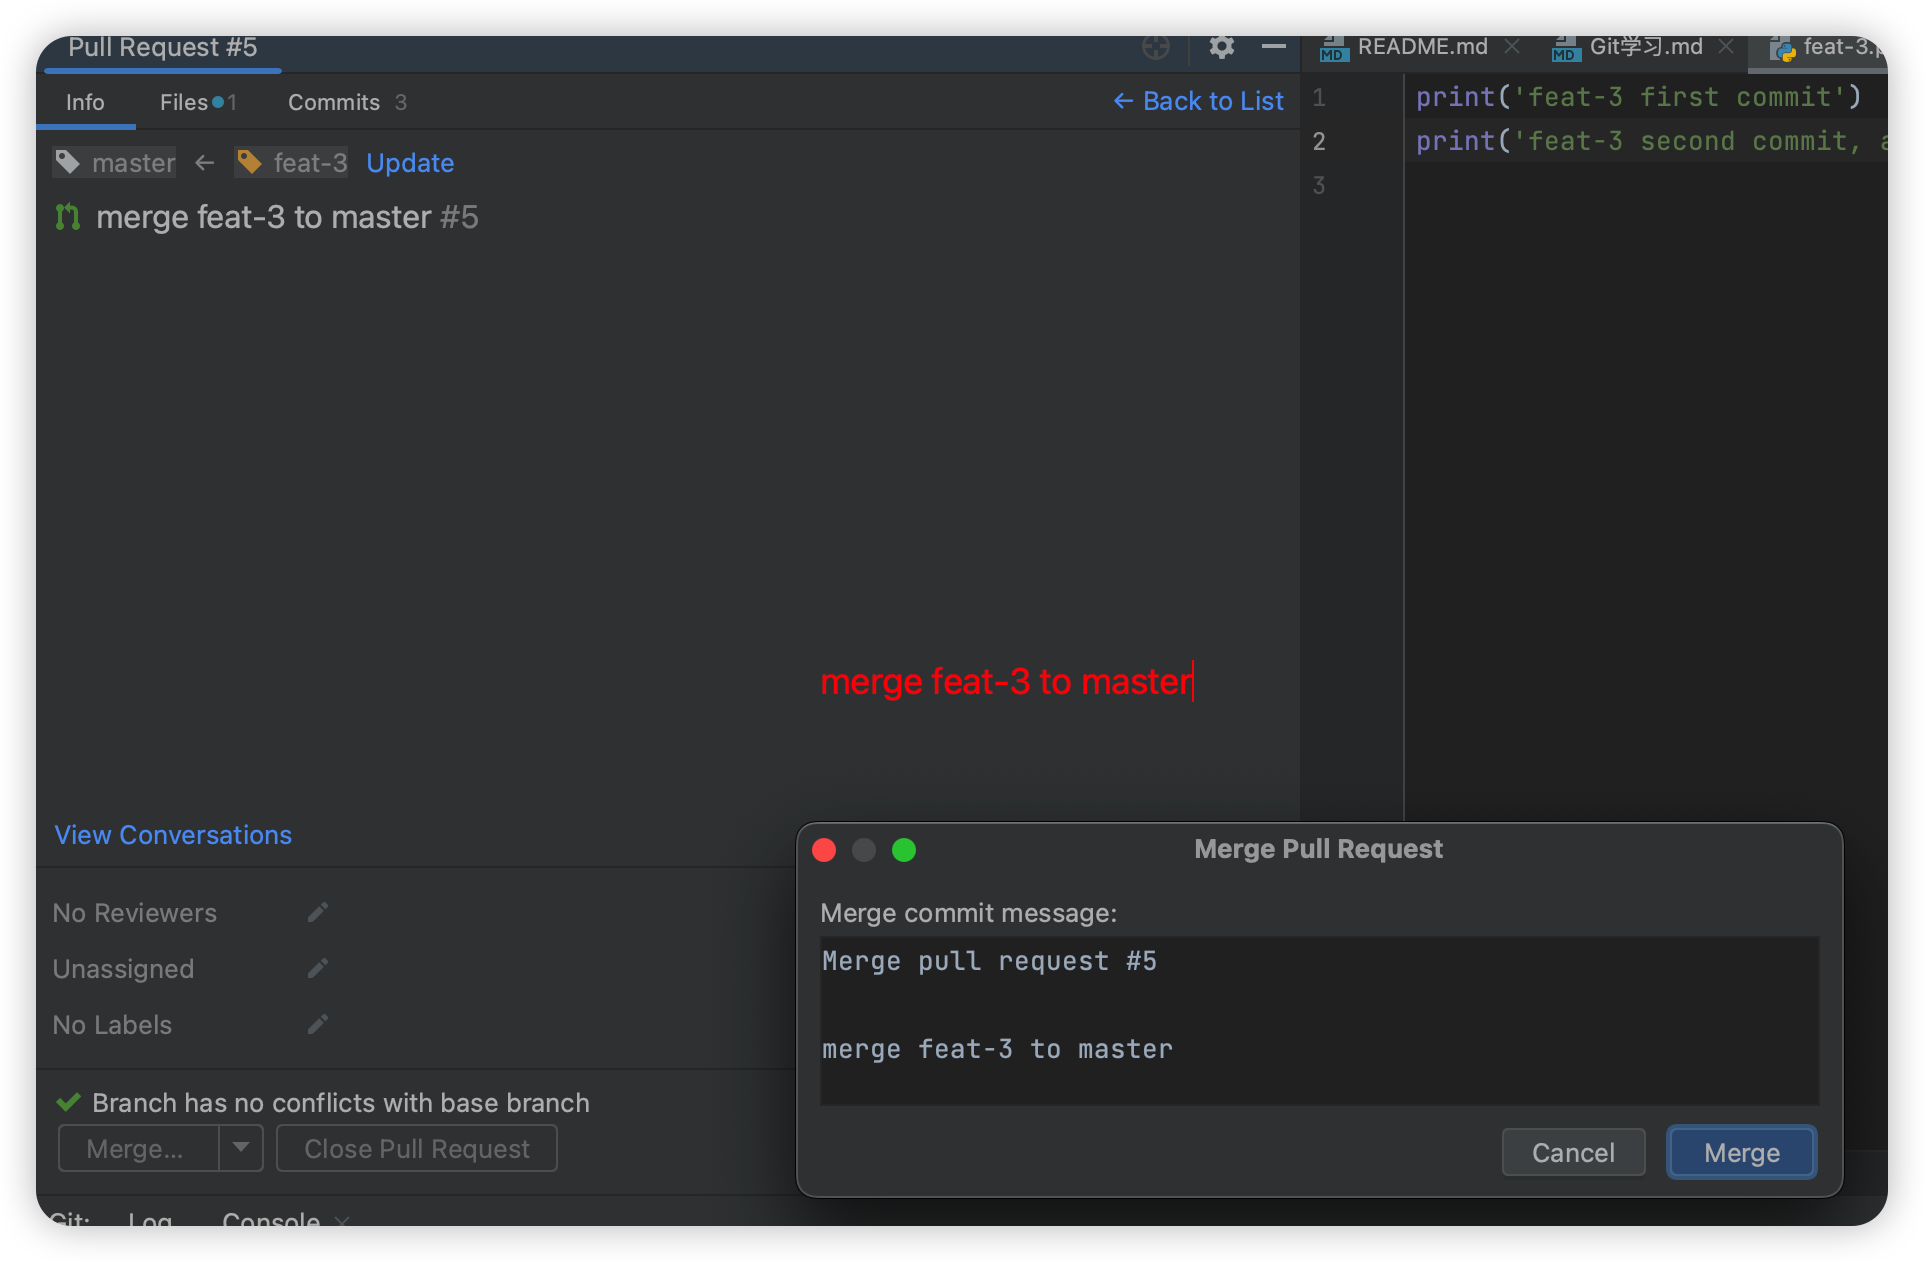 Pull Request #5
README.md
Git学习.md
feat-3.p
Info Files 1 Commits 3
← Back to List
master ← feat-3 Update
merge feat-3 to master #5
1 print('feat-3 first commit')
2 print('feat-3 second commit, a
3
merge feat-3 to master
View Conversations
No Reviewers
Unassigned
No Labels
Branch has no conflicts with base branch
Merge... Close Pull Request
Git: Log Console
Merge Pull Request
Merge commit message:
Merge pull request #5
merge feat-3 to master
Cancel Merge
MD
MD